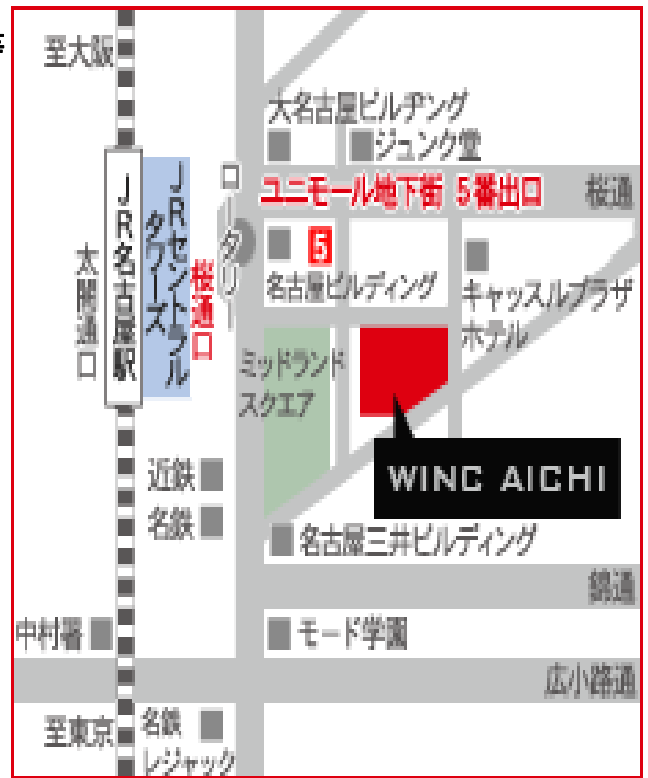 至大阪
大名古屋ビルヂング
ジュンク堂
ユニモール地下街 5番出口
桜通
JR名古屋駅
JRセントラル
タワーズ
桜通口
太閤通口
ロータリー
5
名古屋ビルディング
キャッスルプラザ
ホテル
ミッドランド
スクエア
WINC AICHI
近鉄
名鉄
名古屋三井ビルディング
錦通
中村署
モード学園
広小路通
至東京
名鉄
レジャック